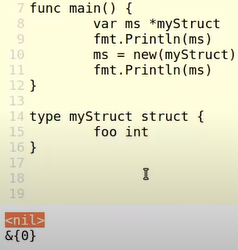 7 func main() {
8         var ms *myStruct
9         fmt.Println(ms)
10        ms = new(myStruct)
11        fmt.Println(ms)
12 }
13
14 type myStruct struct {
15        foo int
16 }
17
18
19
<nil>
&{0}